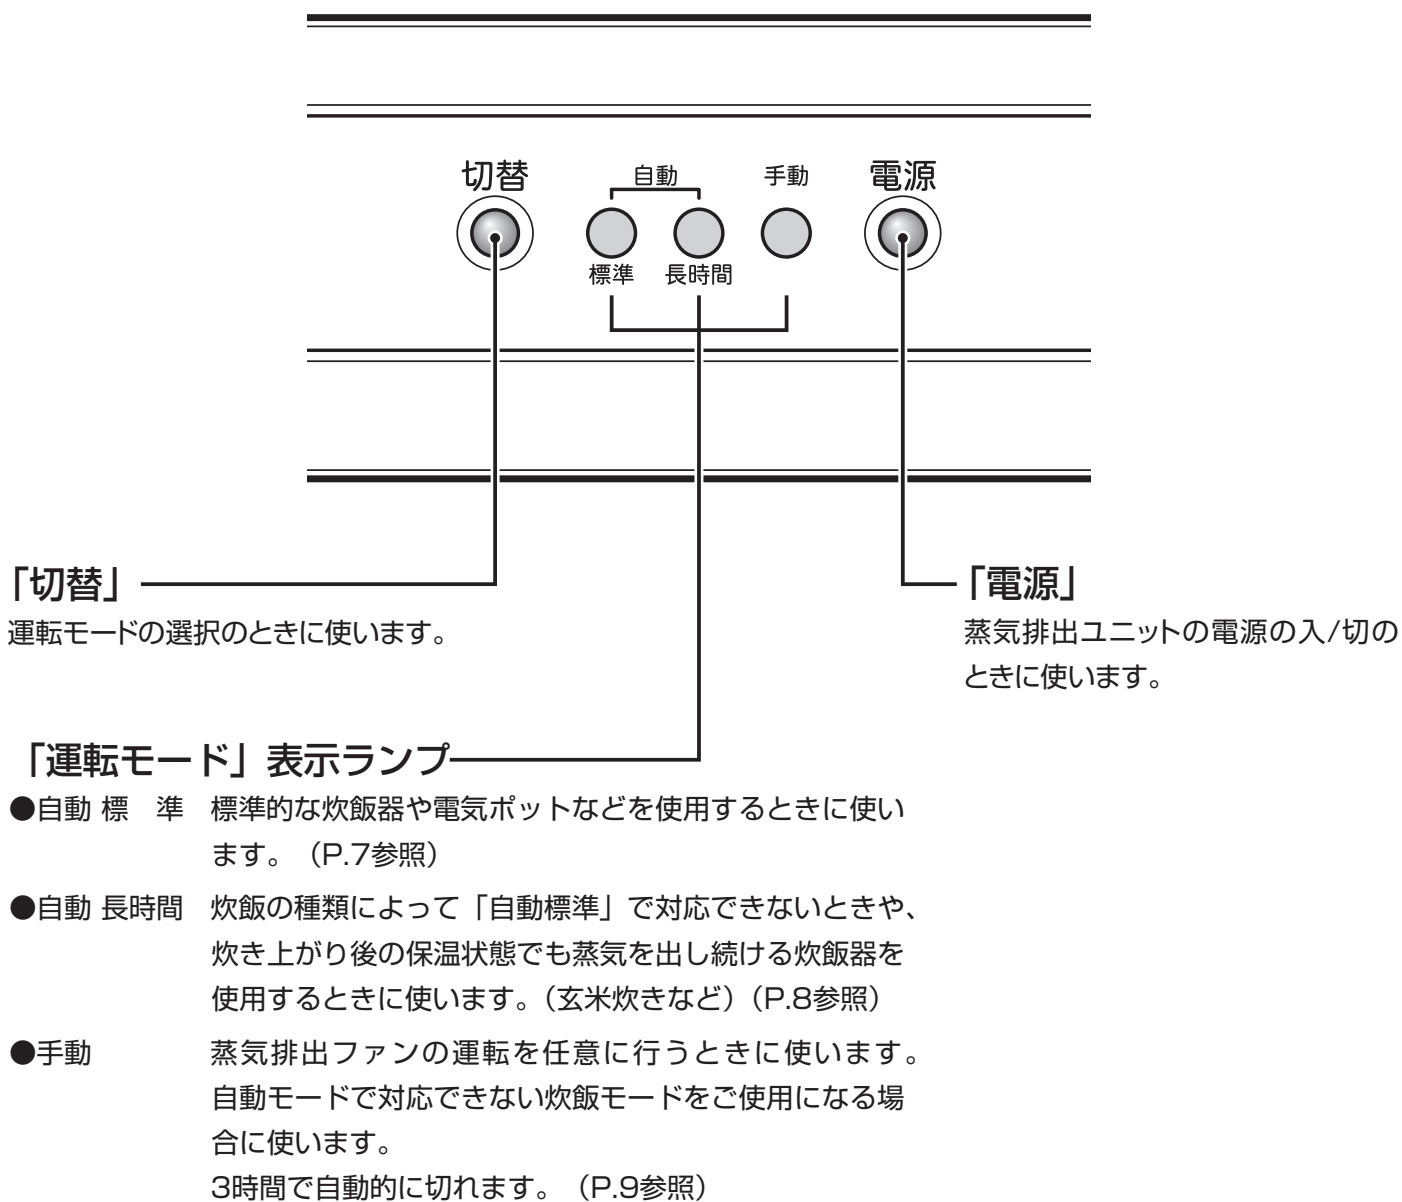 切替
自動
手動
電源
標準
長時間
「切替」
運転モードの選択のときに使います。
「電源」
蒸気排出ユニットの電源の入/切の
ときに使います。
「運転モード」表示ランプ
●自動 標　準　標準的な炊飯器や電気ポットなどを使用するときに使い
ます。（P.7参照）
●自動 長時間　炊飯の種類によって「自動標準」で対応できないときや、
炊き上がり後の保温状態でも蒸気を出し続ける炊飯器を
使用するときに使います。（玄米炊きなど）（P.8参照）
●手動　蒸気排出ファンの運転を任意に行うときに使います。
自動モードで対応できない炊飯モードをご使用になる場
合に使います。
3時間で自動的に切れます。（P.9参照）